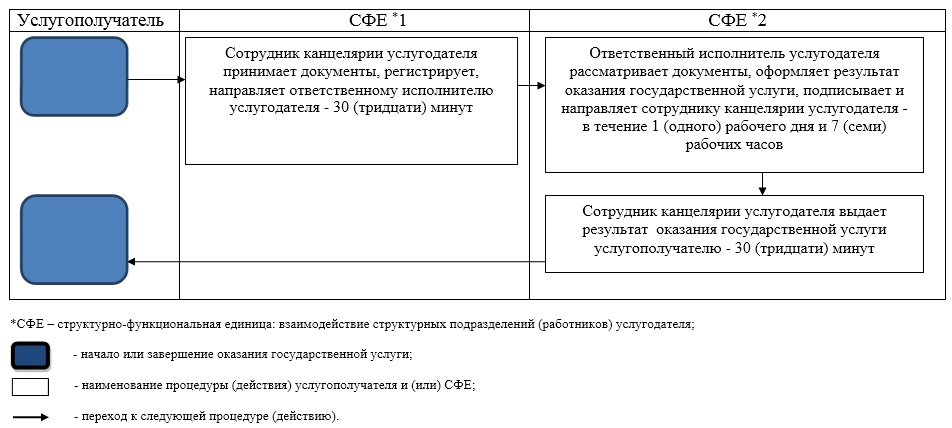 Услугополучатель
СФЕ *1
СФЕ *2
Сотрудник канцелярии услугодателя
принимает документы, регистрирует,
направляет ответственному исполнителю
услугодателя - 30 (тридцати) минут
Ответственный исполнитель услугодателя
рассматривает документы, оформляет результат
оказания государственной услуги, подписывает и
направляет сотруднику канцелярии услугодателя -
в течение 1 (одного) рабочего дня и 7 (семи)
рабочих часов
Сотрудник канцелярии услугодателя выдает
результат оказания государственной услуги
услугополучателю - 30 (тридцати) минут
*СФЕ – структурно-функциональная единица: взаимодействие структурных подразделений (работников) услугодателя;
- начало или завершение оказания государственной услуги;
- наименование процедуры (действия) услугополучателя и (или) СФЕ;
- переход к следующей процедуре (действию).